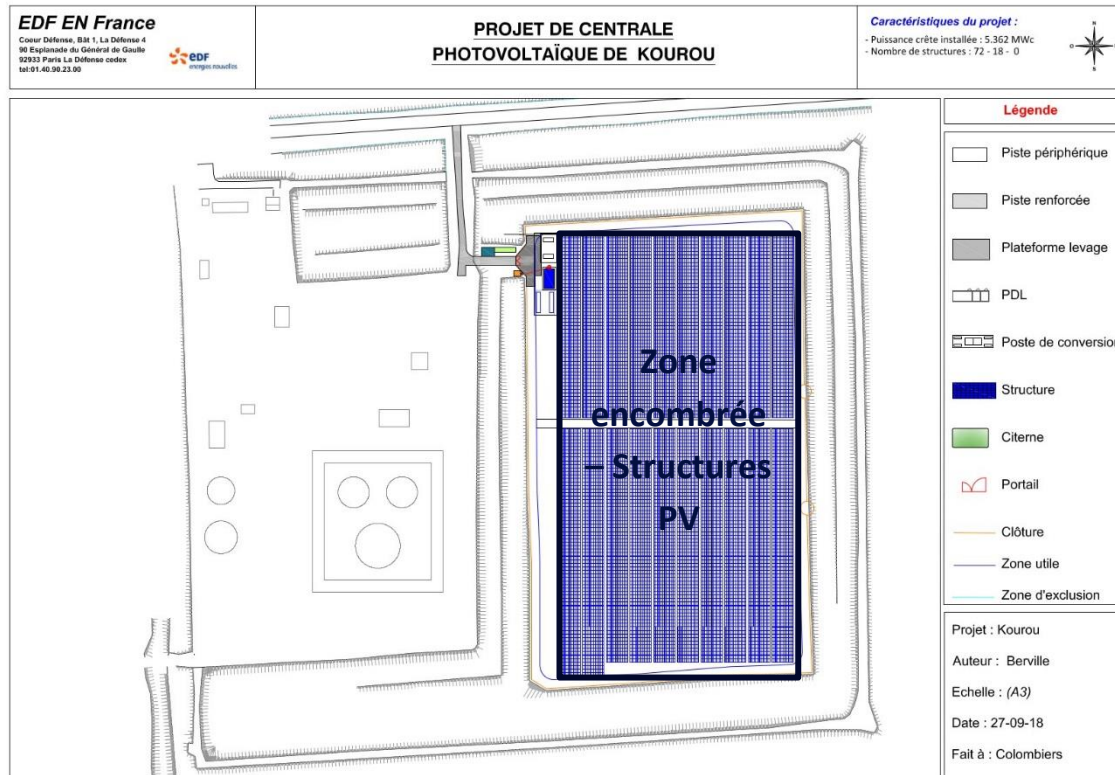 EDF EN France
Coeur Défense, Bât 1, La Défense 4
90 Esplanade du Général de Gaulle
92933 Paris La Défense cedex
tel:01.40.90.23.00
edf
énergies nouvelles
PROJET DE CENTRALE
PHOTOVOLTAÏQUE DE KOUROU
Caractéristiques du projet :
- Puissance crête installée : 5.362 MWc
- Nombre de structures : 72 - 18 - 0
Zone
encombrée
– Structures
PV
Légende
Piste périphérique
Piste renforcée
Plateforme levage
PDL
Poste de conversion
Structure
Citerne
Portail
Clôture
Zone utile
Zone d'exclusion
Projet : Kourou
Auteur : Berville
Echelle : (A3)
Date : 27-09-18
Fait à : Colombiers